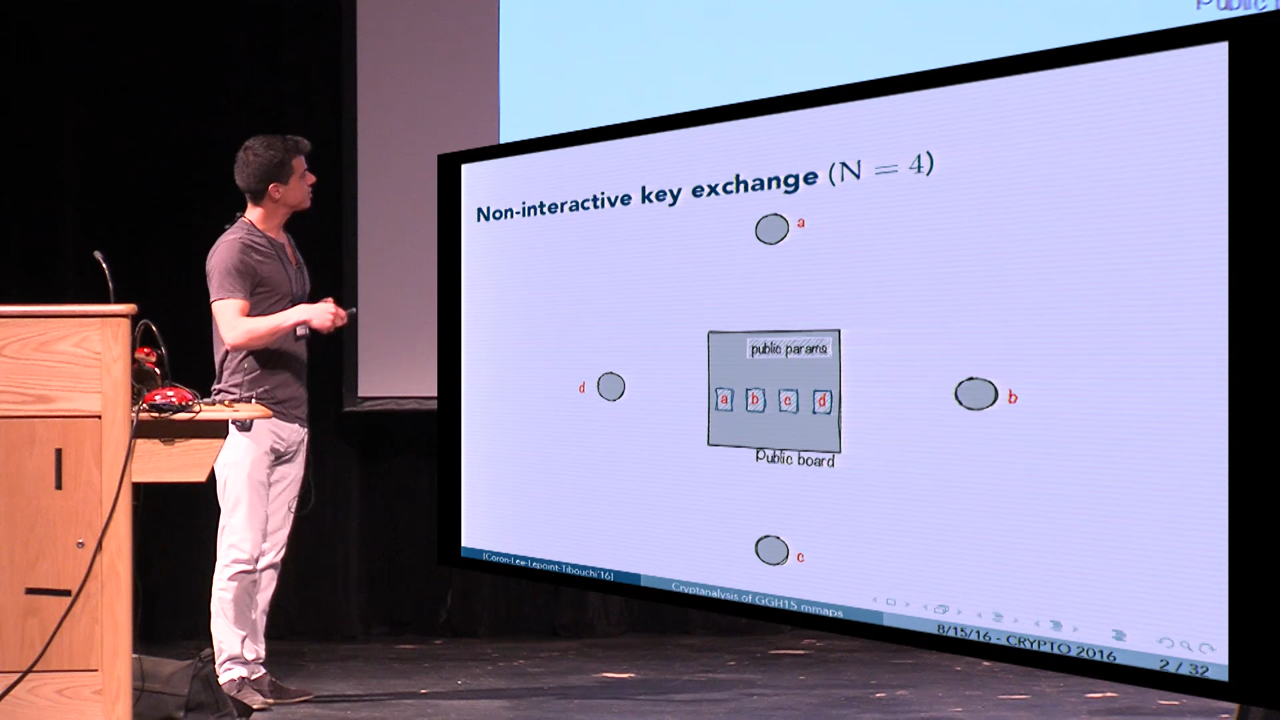 Public
Non-interactive key exchange (N = 4)
a
public params
d
a b c d
b
Public board
c
[Coron-Lee-Lepoint-Tibouchi'16]
Cryptanalysis of GGH15 mmaps
8/15/16 - CRYPTO 2016
2 / 32